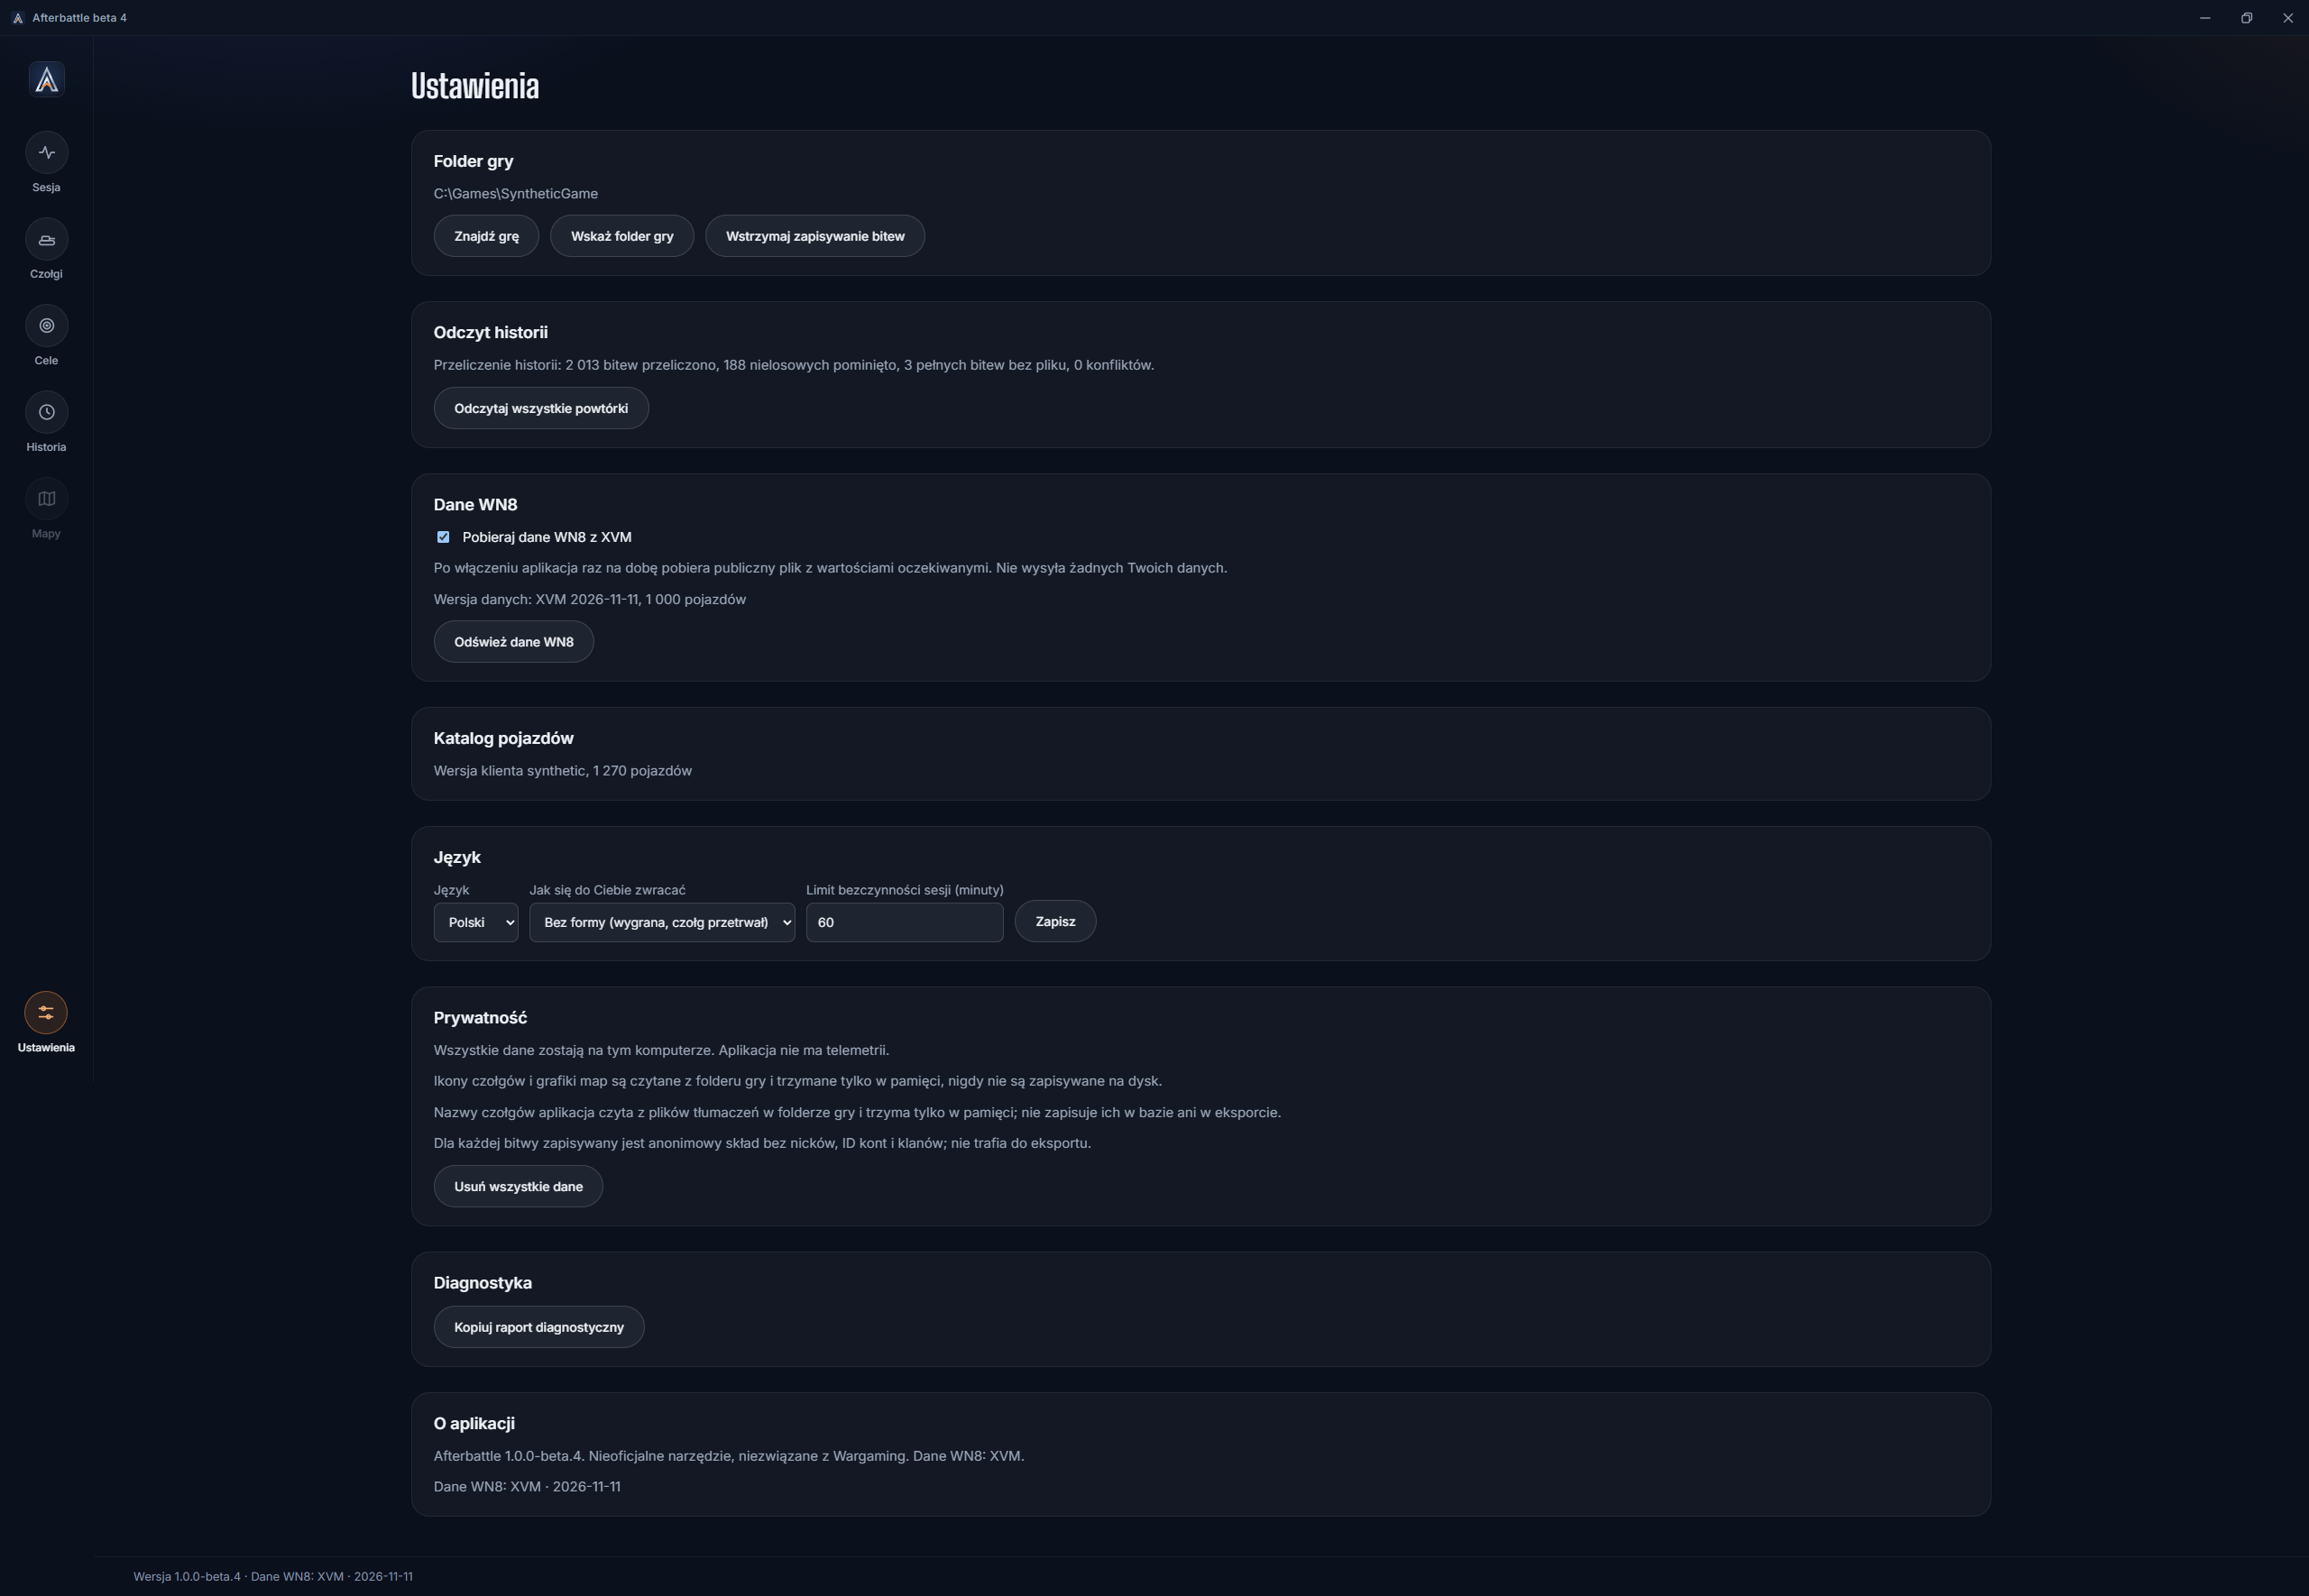 Afterbattle beta 4
Sesja
Czołgi
Cele
Historia
Mapy
Ustawienia
Ustawienia
Folder gry
C:\Games\SyntheticGame
Znajdź grę
Wskaż folder gry
Wstrzymaj zapisywanie bitew
Odczyt historii
Przeliczenie historii: 2 013 bitew przeliczono, 188 nielosowych pominięto, 3 pełnych bitew bez pliku, 0 konfliktów.
Odczytaj wszystkie powtórki
Dane WN8
Pobieraj dane WN8 z XVM
Po włączeniu aplikacja raz na dobę pobiera publiczny plik z wartościami oczekiwanymi. Nie wysyła żadnych Twoich danych.
Wersja danych: XVM 2026-11-11, 1 000 pojazdów
Odśwież dane WN8
Katalog pojazdów
Wersja klienta synthetic, 1 270 pojazdów
Język
Język
Jak się do Ciebie zwracać
Limit bezczynności sesji (minuty)
Polski
Bez formy (wygrana, czołg przetrwał)
60
Zapisz
Prywatność
Wszystkie dane zostają na tym komputerze. Aplikacja nie ma telemetrii.
Ikony czołgów i grafiki map są czytane z folderu gry i trzymane tylko w pamięci, nigdy nie są zapisywane na dysk.
Nazwy czołgów aplikacja czyta z plików tłumaczeń w folderze gry i trzyma tylko w pamięci; nie zapisuje ich w bazie ani w eksporcie.
Dla każdej bitwy zapisywany jest anonimowy skład bez nicków, ID kont i klanów; nie trafia do eksportu.
Usuń wszystkie dane
Diagnostyka
Kopiuj raport diagnostyczny
O aplikacji
Afterbattle 1.0.0-beta.4. Nieoficjalne narzędzie, niezwiązane z Wargaming. Dane WN8: XVM.
Dane WN8: XVM · 2026-11-11
Wersja 1.0.0-beta.4 · Dane WN8: XVM · 2026-11-11